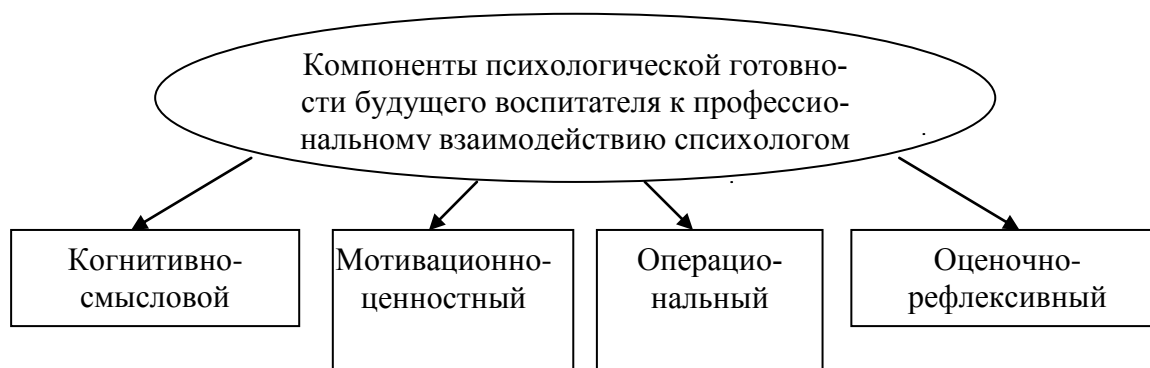 Компоненты психологической готовно-
сти будущего воспитателя к профессио-
нальному взаимодействию спсихологом
Когнитивно-
смысловой
Мотивационно-
ценностный
Операцио-
нальный
Оценочно-
рефлексивный